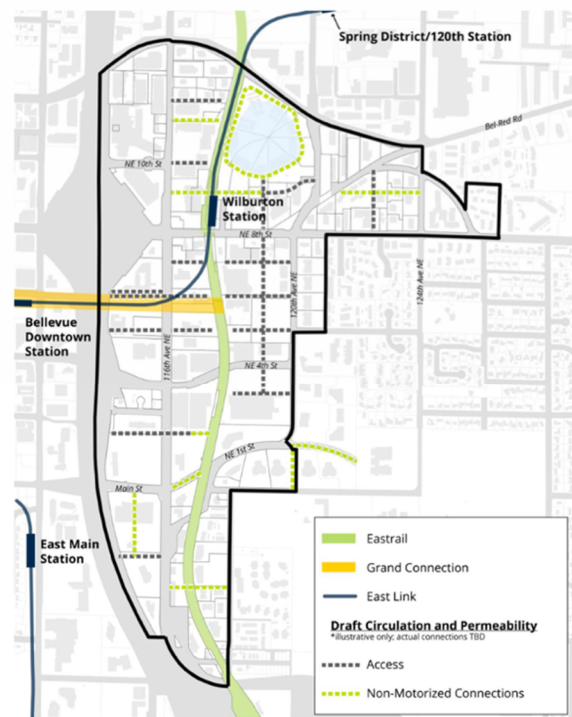 Spring District/120th Station
Bel-Red Rd
NE 10th St
Wilburton
Station
NE 8th St
120th Ave NE
124th Ave NE
Bellevue
Downtown
Station
116th Ave NE
NE 4th St
NE 1st St
Main St
East Main
Station
Eastrail
Grand Connection
East Link
Draft Circulation and Permeability
*illustrative only; actual connections TBD
Access
Non-Motorized Connections